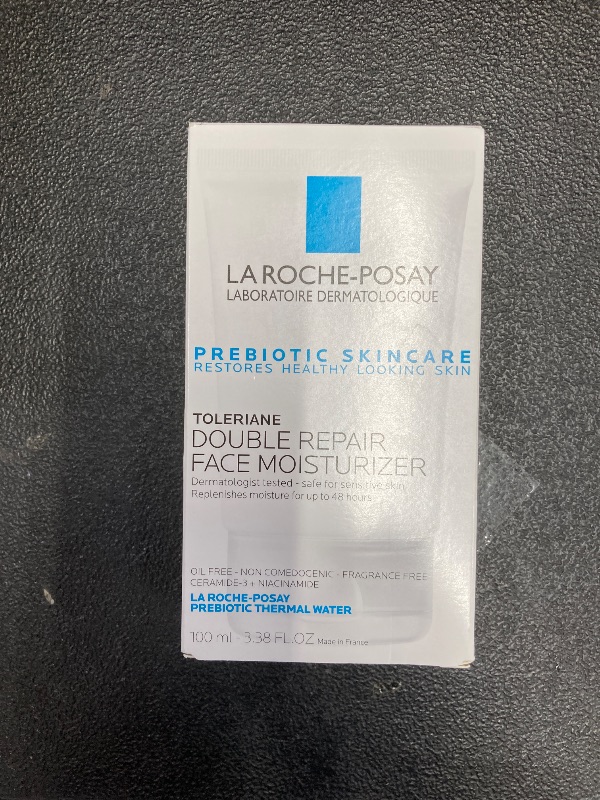 LA ROCHE-POSAY
LABORATOIRE DERMATOLOGIQUE
PREBIOTIC SKINCARE
RESTORES HEALTHY LOOKING SKIN
TOLERIANE
DOUBLE REPAIR
FACE MOISTURIZER
Dermatologist tested - safe for sensitive skin
Replenishes moisture for up to 48 hours
OIL FREE - NON COMEDOGENIC - FRAGRANCE FREE
CERAMIDE-3 + NIACINAMIDE
LA ROCHE-POSAY
PREBIOTIC THERMAL WATER
100 ml - 3.38 FL.OZ Made in France